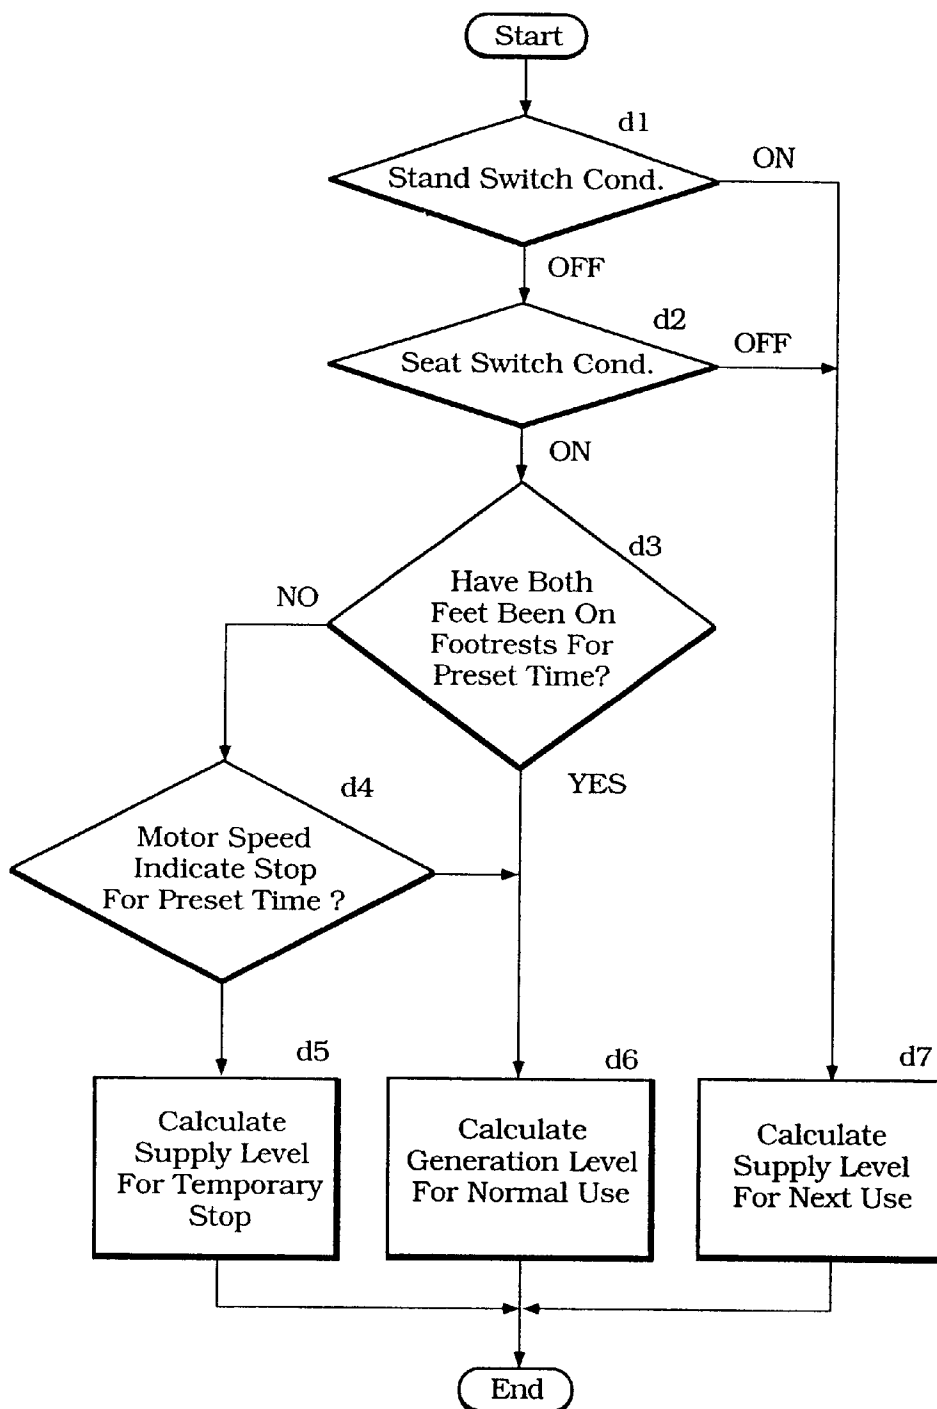 Start
d1
Stand Switch Cond.
ON
OFF
d2
Seat Switch Cond.
OFF
ON
d3
Have Both
Feet Been On
Footrests For
Preset Time?
NO
YES
d4
Motor Speed
Indicate Stop
For Preset Time ?
d5
Calculate
Supply Level
For Temporary
Stop
d6
Calculate
Generation Level
For Normal Use
d7
Calculate
Supply Level
For Next Use
End